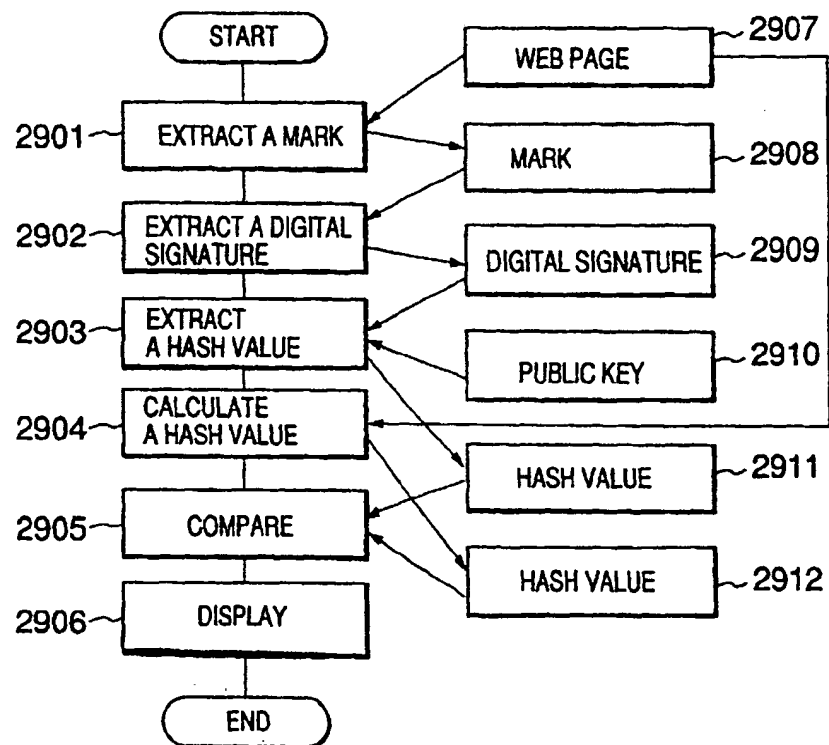 START
2907
WEB PAGE
2901
EXTRACT A MARK
MARK
2908
2902
EXTRACT A DIGITAL
SIGNATURE
DIGITAL SIGNATURE
2909
2903
EXTRACT
A HASH VALUE
PUBLIC KEY
2910
2904
CALCULATE
A HASH VALUE
HASH VALUE
2911
2905
COMPARE
HASH VALUE
2912
2906
DISPLAY
END